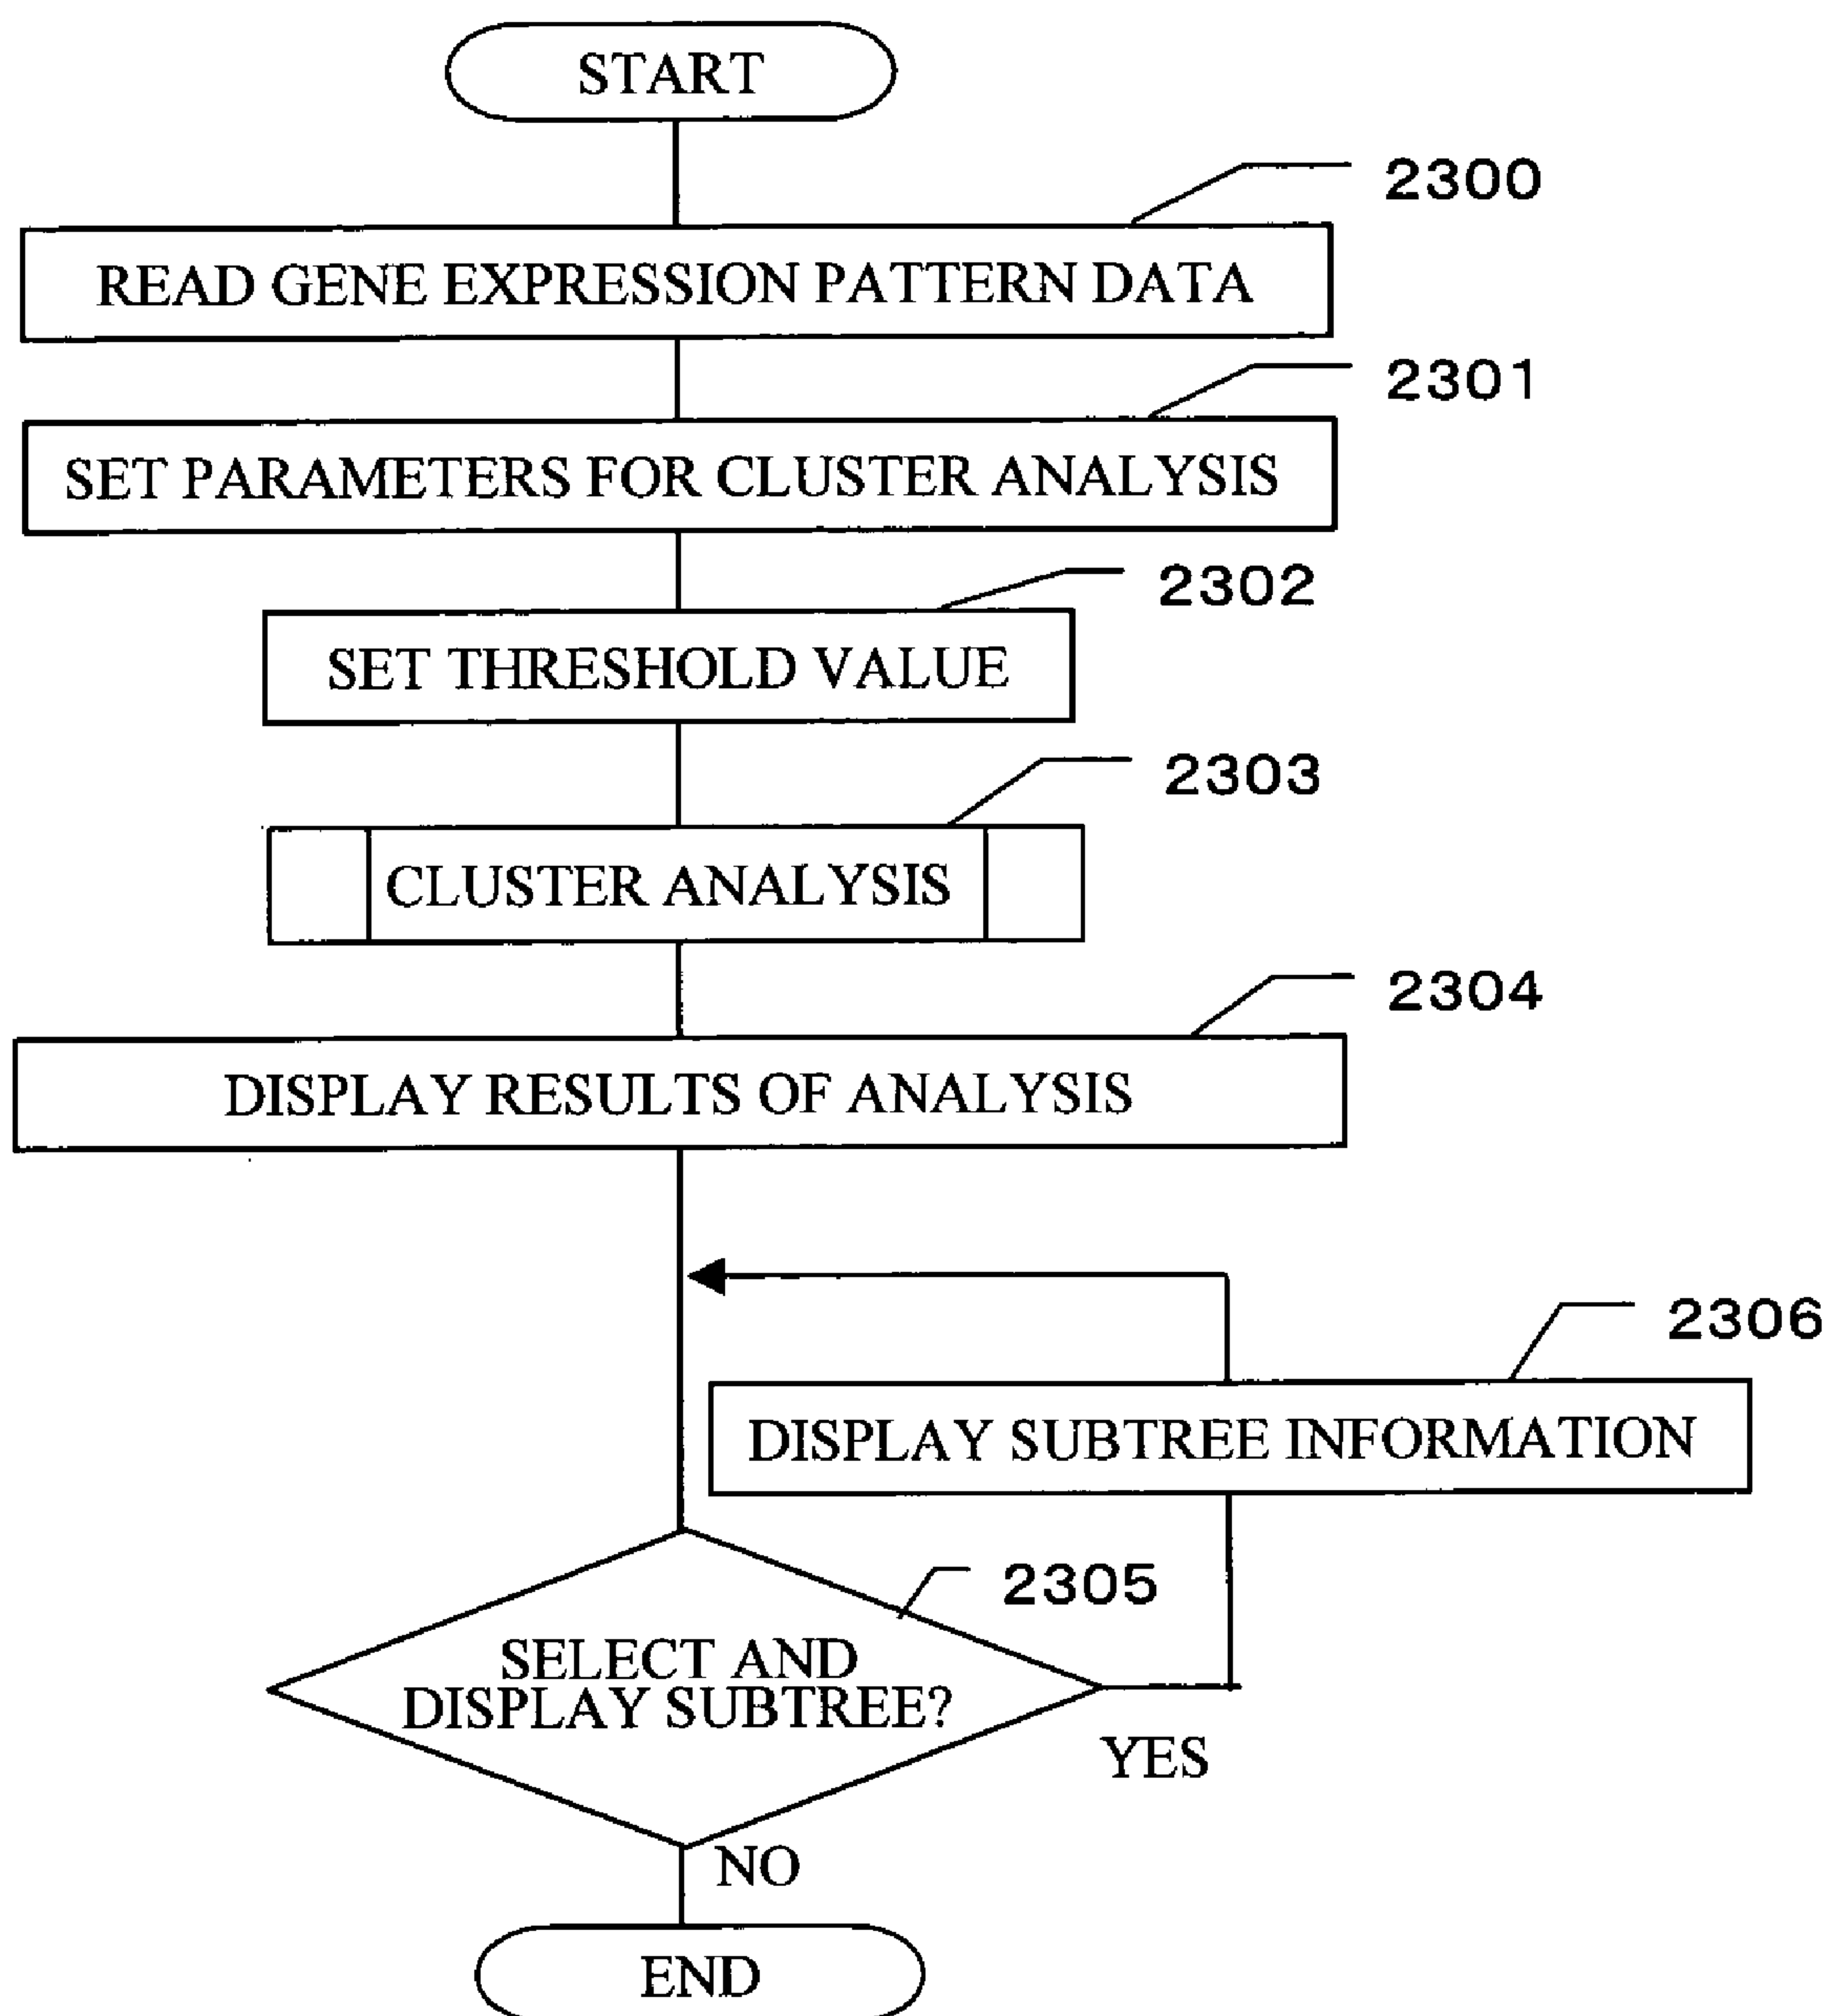 START
2300
READ GENE EXPRESSION PATTERN DATA
2301
SET PARAMETERS FOR CLUSTER ANALYSIS
2302
SET THRESHOLD VALUE
2303
CLUSTER ANALYSIS
2304
DISPLAY RESULTS OF ANALYSIS
2306
DISPLAY SUBTREE INFORMATION
2305
SELECT AND
DISPLAY SUBTREE?
YES
NO
END